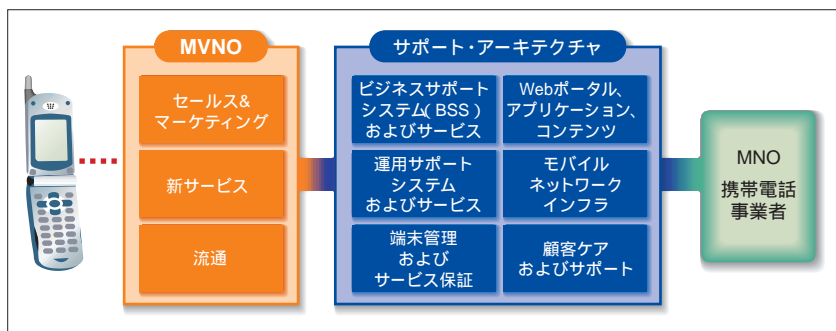 MVNO
セールス&
マーケティング
新サービス
流通
サポート・アーキテクチャ
ビジネスサポート
システム(BSS)
およびサービス
Webポータル、
アプリケーション、
コンテンツ
運用サポート
システム
およびサービス
モバイル
ネットワーク
インフラ
端末管理
および
サービス保証
顧客ケア
およびサポート
MNO
携帯電話
事業者